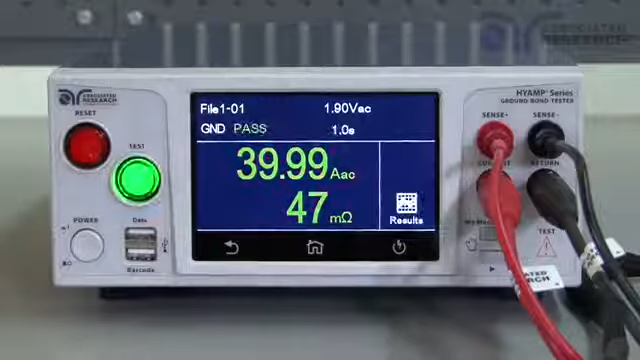 ASSOCIATED
RESEARCH
HYAMP Series
GROUND BOND TESTER
RESET
TEST
POWER
Data
Barcode
File1-01 1.90Vac
GND PASS 1.0s
39.99 Aac
47 mΩ
Results
SENSE+ SENSE-
CURRENT RETURN
TEST